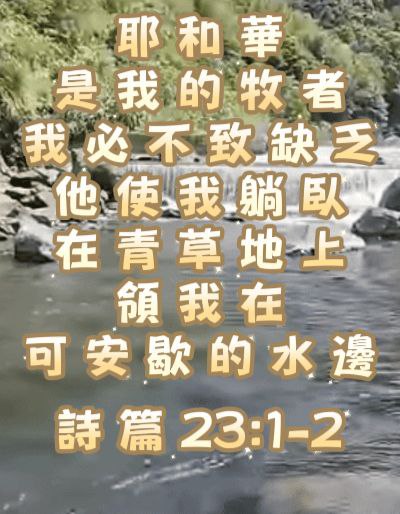 耶和華
是我的牧者
我必不致缺乏
他使我躺臥
在青草地上
領我在
可安歇的水邊
詩篇 23:1-2